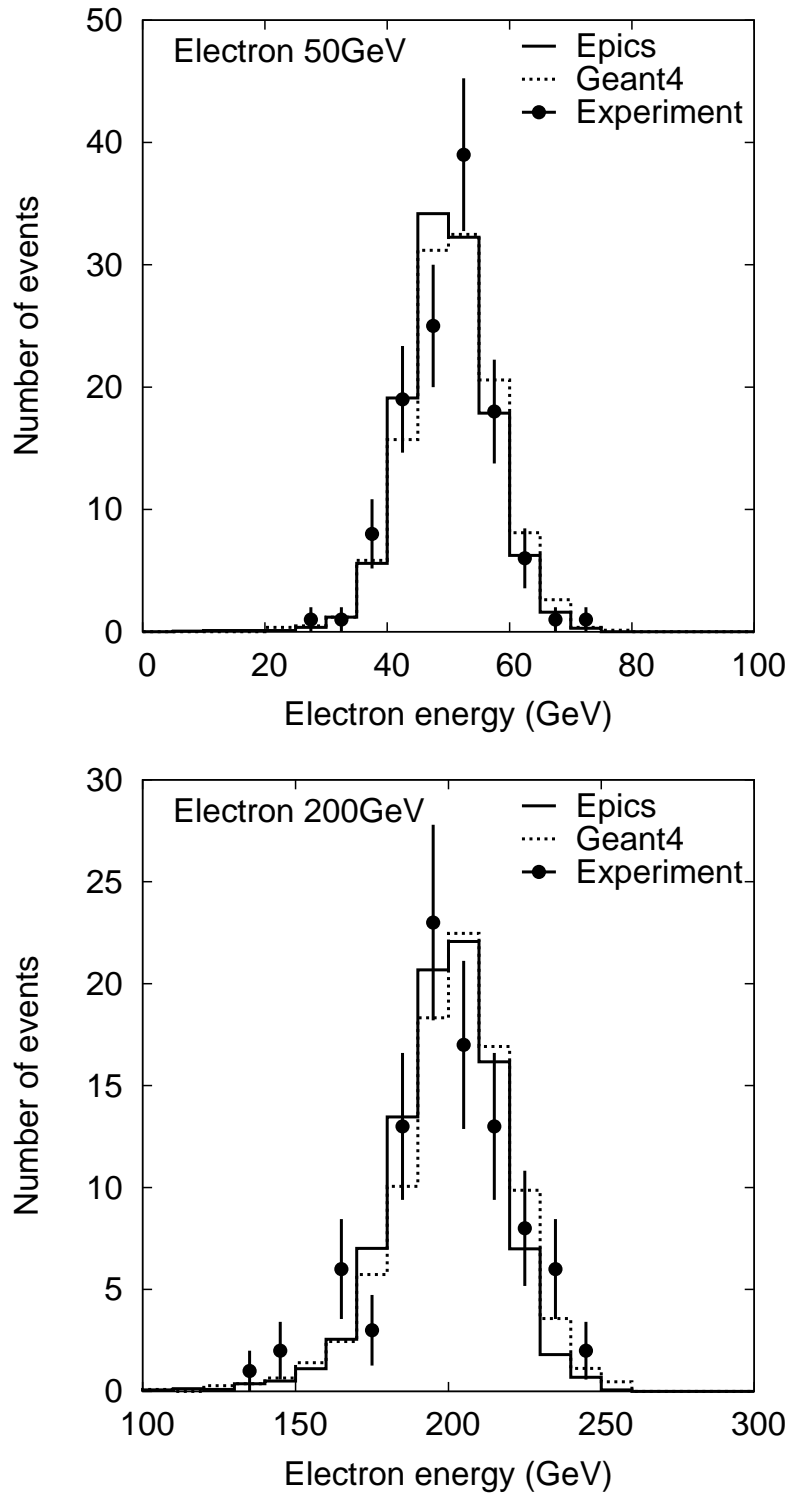 Electron 50GeV
Epics
Geant4
Experiment
Number of events
50
40
30
20
10
0
0 20 40 60 80 100
Electron energy (GeV)
Electron 200GeV
Epics
Geant4
Experiment
Number of events
30
25
20
15
10
5
0
100 150 200 250 300
Electron energy (GeV)